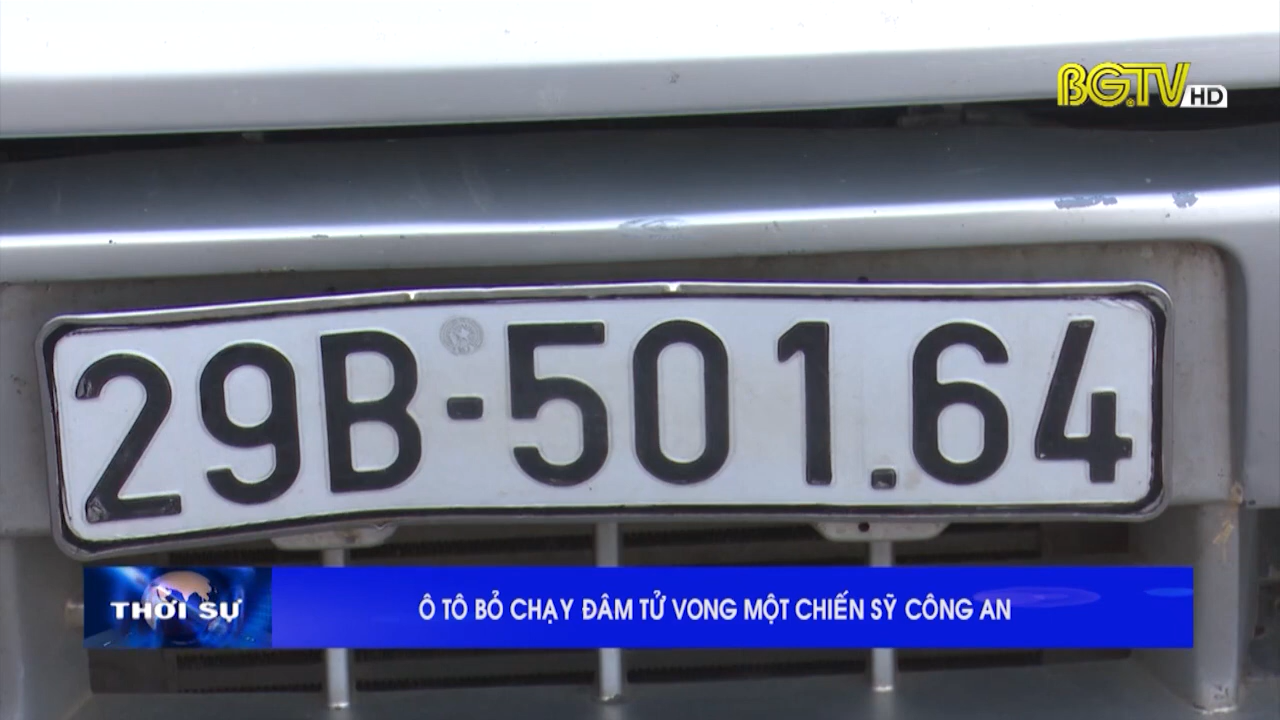 BGTV HD
29B-501.64
THỜI SỰ
Ô TÔ BỎ CHẠY ĐÂM TỬ VONG MỘT CHIẾN SỸ CÔNG AN